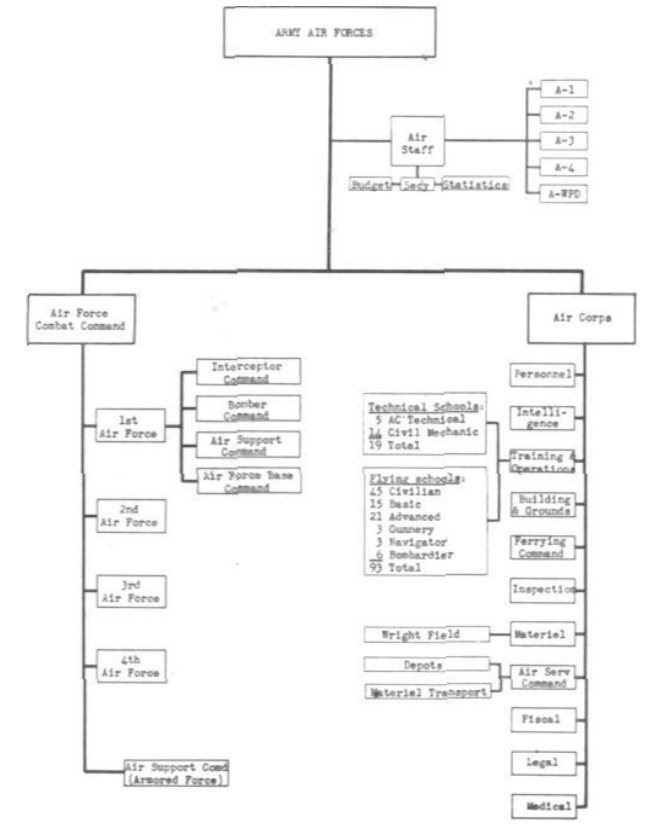 ARMY AIR FORCES
Air
Staff
A-1
A-2
A-3
A-4
A-WPD
Budget
Secy
Statistics
Air Force
Combat Command
1st
Air Force
Interceptor
Command
Bomber
Command
Air Support
Command
Air Force Base
Command
2nd
Air Force
3rd
Air Force
4th
Air Force
Air Support Comd
(Armored Force)
Air Corps
Personnel
Intelli-
gence
Training &
Operations
Technical Schools:
5 AC Technical
14 Civil Mechanic
19 Total
Flying schools:
45 Civilian
15 Basic
21 Advanced
3 Gunnery
3 Navigator
6 Bombardier
93 Total
Building
& Grounds
Ferrying
Command
Inspection
Materiel
Wright Field
Air Serv
Command
Depots
Materiel Transport
Fiscal
Legal
Medical